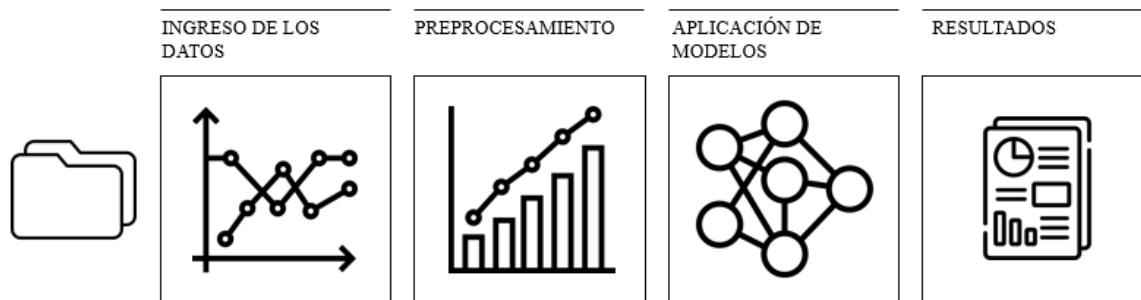 INGRESO DE LOS
DATOS
PREPROCESAMIENTO
APLICACIÓN DE
MODELOS
RESULTADOS